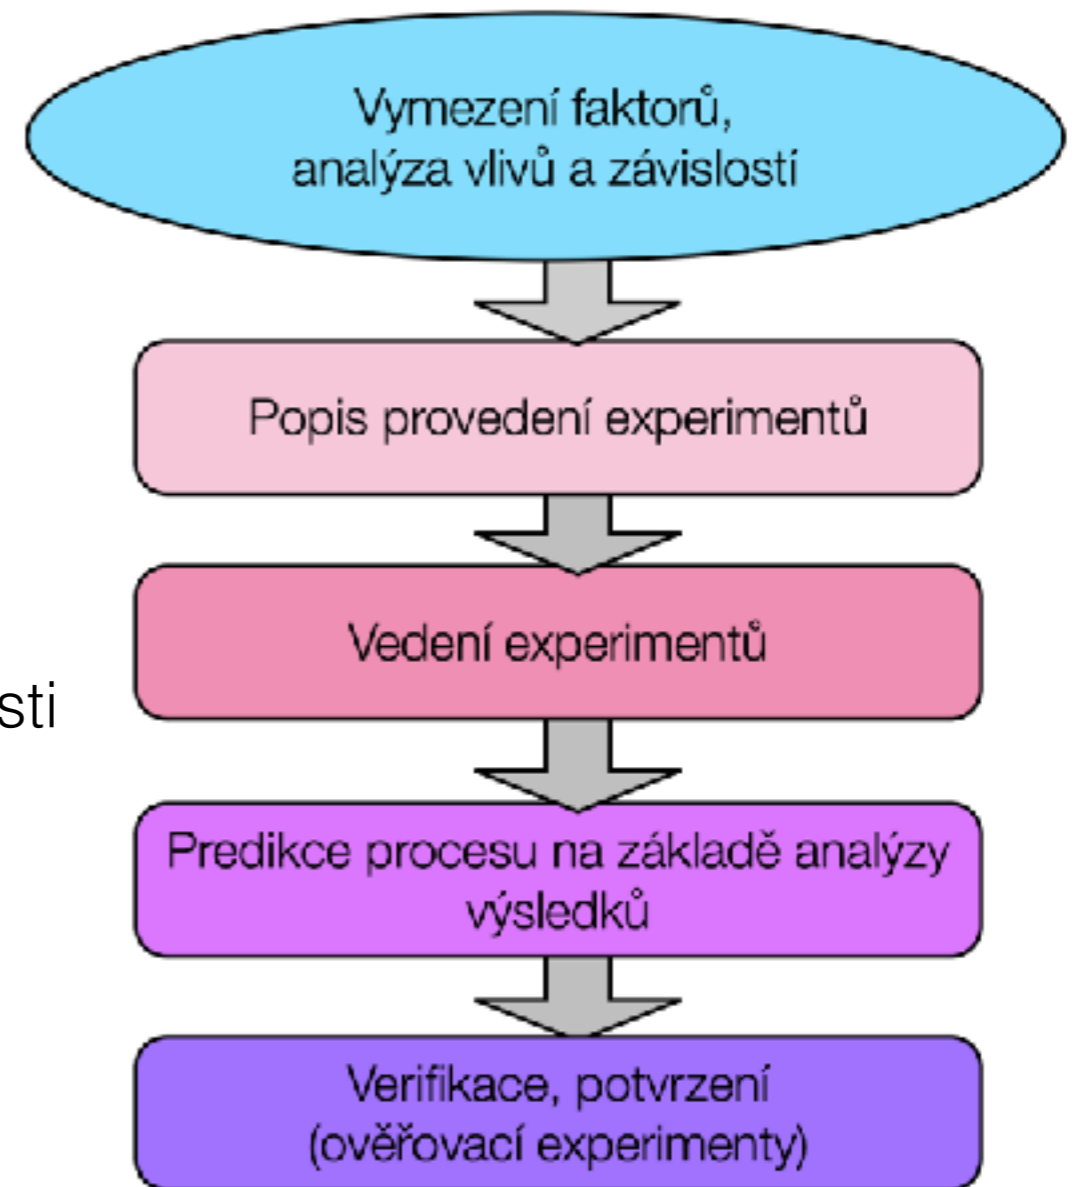 Vymezení faktorů,
analýza vlivů a závislostí
Popis provedení experimentů
Vedení experimentů
sti
Predikce procesu na základě analýzy
výsledků
Verifikace, potvrzení
(ověřovací experimenty)